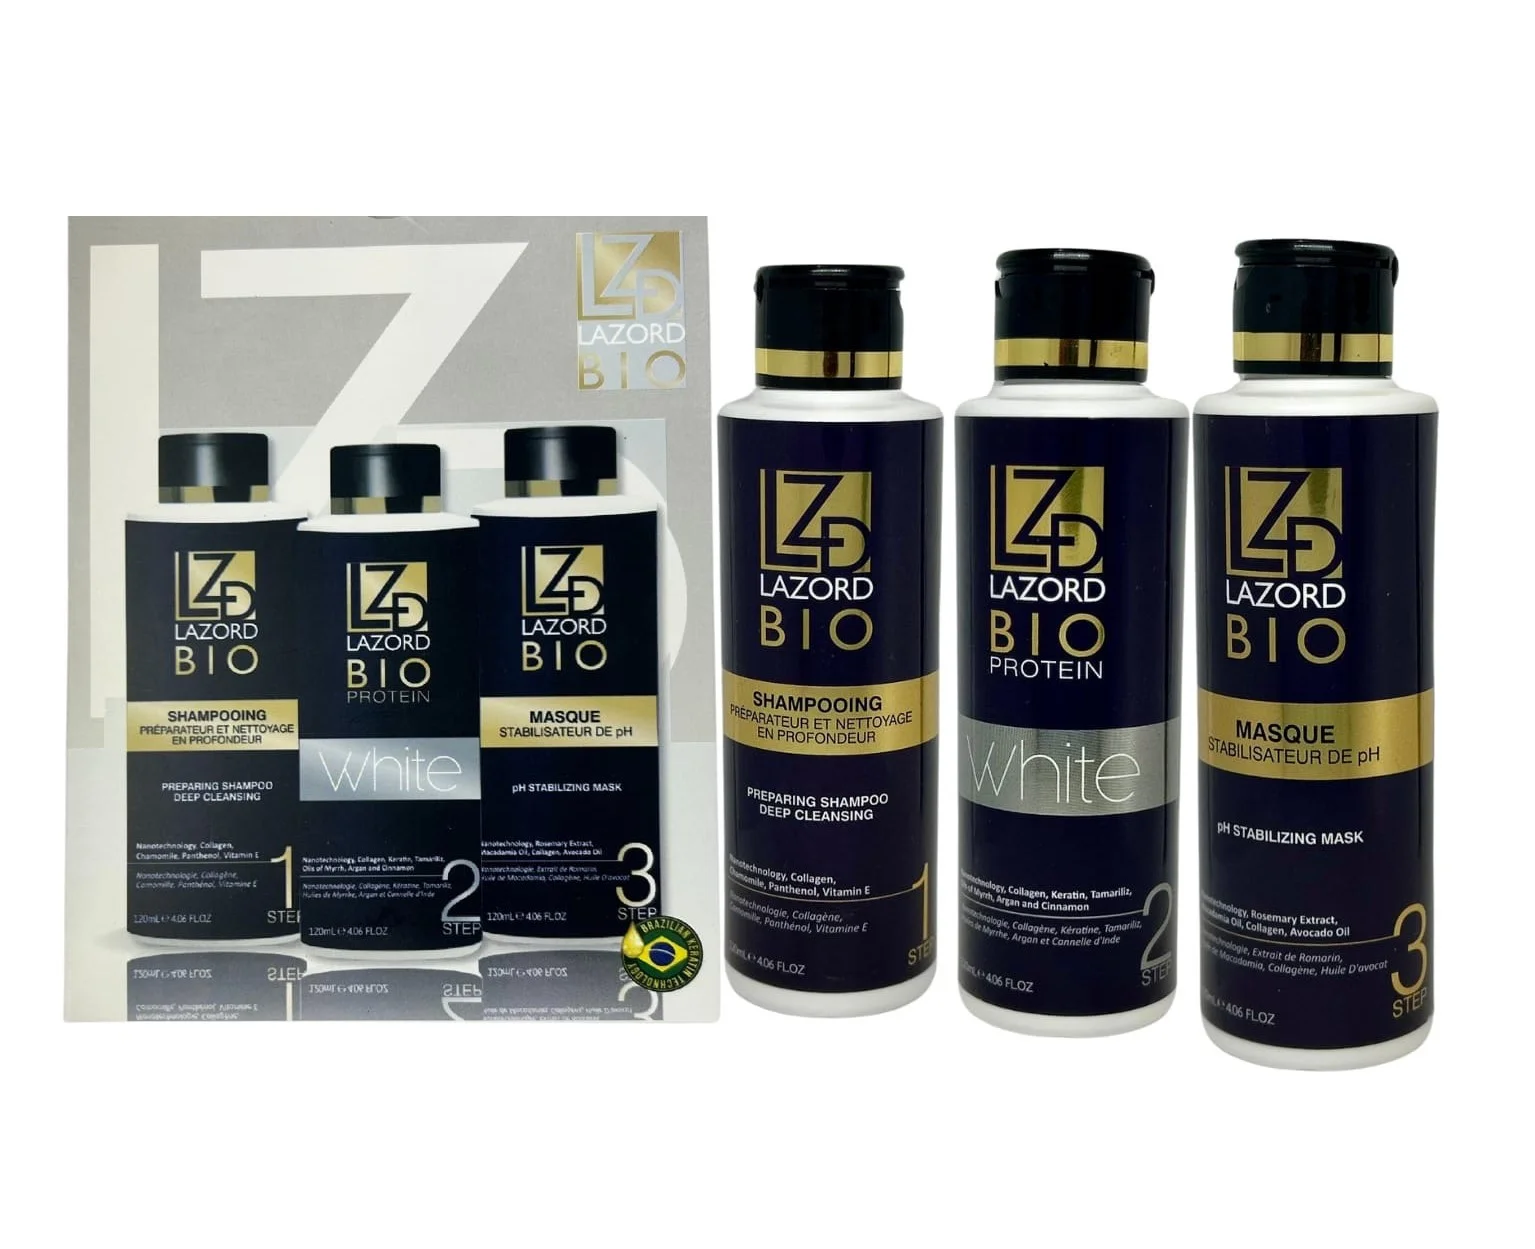 LZD
LAZORD
BIO
LZD
LAZORD
BIO
SHAMPOOING
PRÉPARATEUR ET NETTOYAGE
EN PROFONDEUR
PREPARING SHAMPOO
DEEP CLEANSING
Nanotechnology, Collagen,
Chamomile, Panthenol, Vitamin E
Nanotechnologie, Collagène,
Camomille, Panthénol, Vitamine E
1
STEP
120mL ℮ 4.06 FL.OZ
LZD
LAZORD
BIO
PROTEIN
White
Nanotechnology, Collagen, Keratin, Tamariliz,
Oils of Myrrh, Argan and Cinnamon
Nanotechnologie, Collagène, Kératine, Tamariliz,
Huiles de Myrrhe, Argan et Cannelle d'Inde
2
STEP
120mL ℮ 4.06 FL.OZ
LZD
LAZORD
BIO
MASQUE
STABILISATEUR DE pH
pH STABILIZING MASK
Nanotechnology, Rosemary Extract,
Macadamia Oil, Collagen, Avocado Oil
Nanotechnologie, Extrait de Romarin
Huile de Macadamia, Collagène, Huile D'avocat
3
STEP
120mL ℮ 4.06 FL.OZ
BRAZILIAN KERATIN TECHNOLOGY
LZD
LAZORD
BIO
SHAMPOOING
PRÉPARATEUR ET NETTOYAGE
EN PROFONDEUR
PREPARING SHAMPOO
DEEP CLEANSING
Nanotechnology, Collagen,
Chamomile, Panthenol, Vitamin E
Nanotechnologie, Collagène,
Camomille, Panthénol, Vitamine E
1
STEP
120mL ℮ 4.06 FL.OZ
LZD
LAZORD
BIO
PROTEIN
White
Nanotechnology, Collagen, Keratin, Tamariliz,
Oils of Myrrh, Argan and Cinnamon
Nanotechnologie, Collagène, Kératine, Tamariliz,
Huiles de Myrrhe, Argan et Cannelle d'Inde
2
STEP
℮ 4.06 FL.OZ
LZD
LAZORD
BIO
MASQUE
STABILISATEUR DE pH
pH STABILIZING MASK
Nanotechnology, Rosemary Extract,
Macadamia Oil, Collagen, Avocado Oil
Nanotechnologie, Extrait de Romarin,
Huile de Macadamia, Collagène, Huile D'avocat
3
STEP
℮ 4.06 FL.OZ